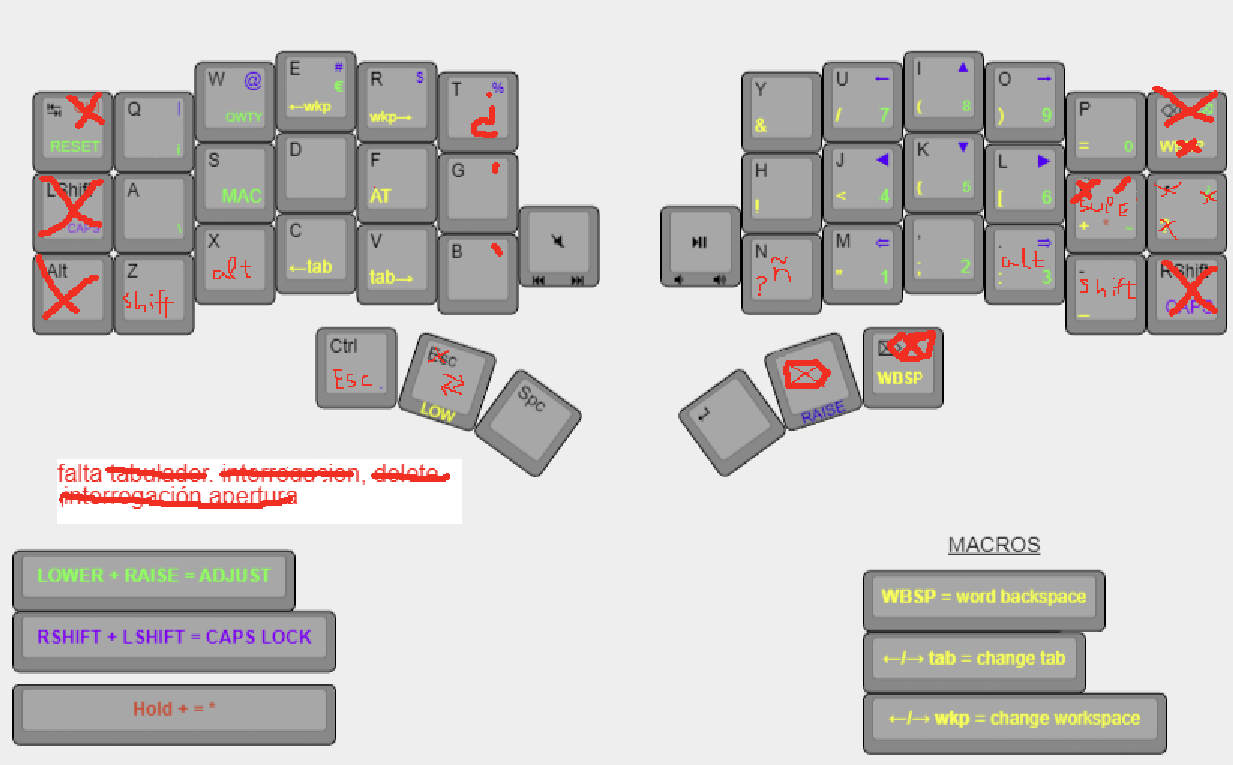 RESET
Q |
¡
W @
QWTY
E #
€
←wkp
R $
wkp→
T %
¿
Y
&
U ←
/ 7
I ▲
( 8
O →
) 9
P
= 0
LShift
CAPS
A
\
S
MAC
D
F
AT
G '
H
!
J ◀
< 4
K ▼
{ 5
L ▶
[ 6
+ * -
Alt
Z
shift
X
alt
C
←tab
V
tab→
B
N ñ
?
M ⇦
" 1
,
; 2
. ⇨
alt
: 3
-
shift
_
RShift
CAPS
Ctrl
Esc
Esc
LOW
Spc
RAISE
WBSP
falta tabulador. interrogacion, delete
interrogación apertura
LOWER + RAISE = ADJUST
RSHIFT + LSHIFT = CAPS LOCK
Hold + = *
MACROS
WBSP = word backspace
←/→ tab = change tab
←/→ wkp = change workspace